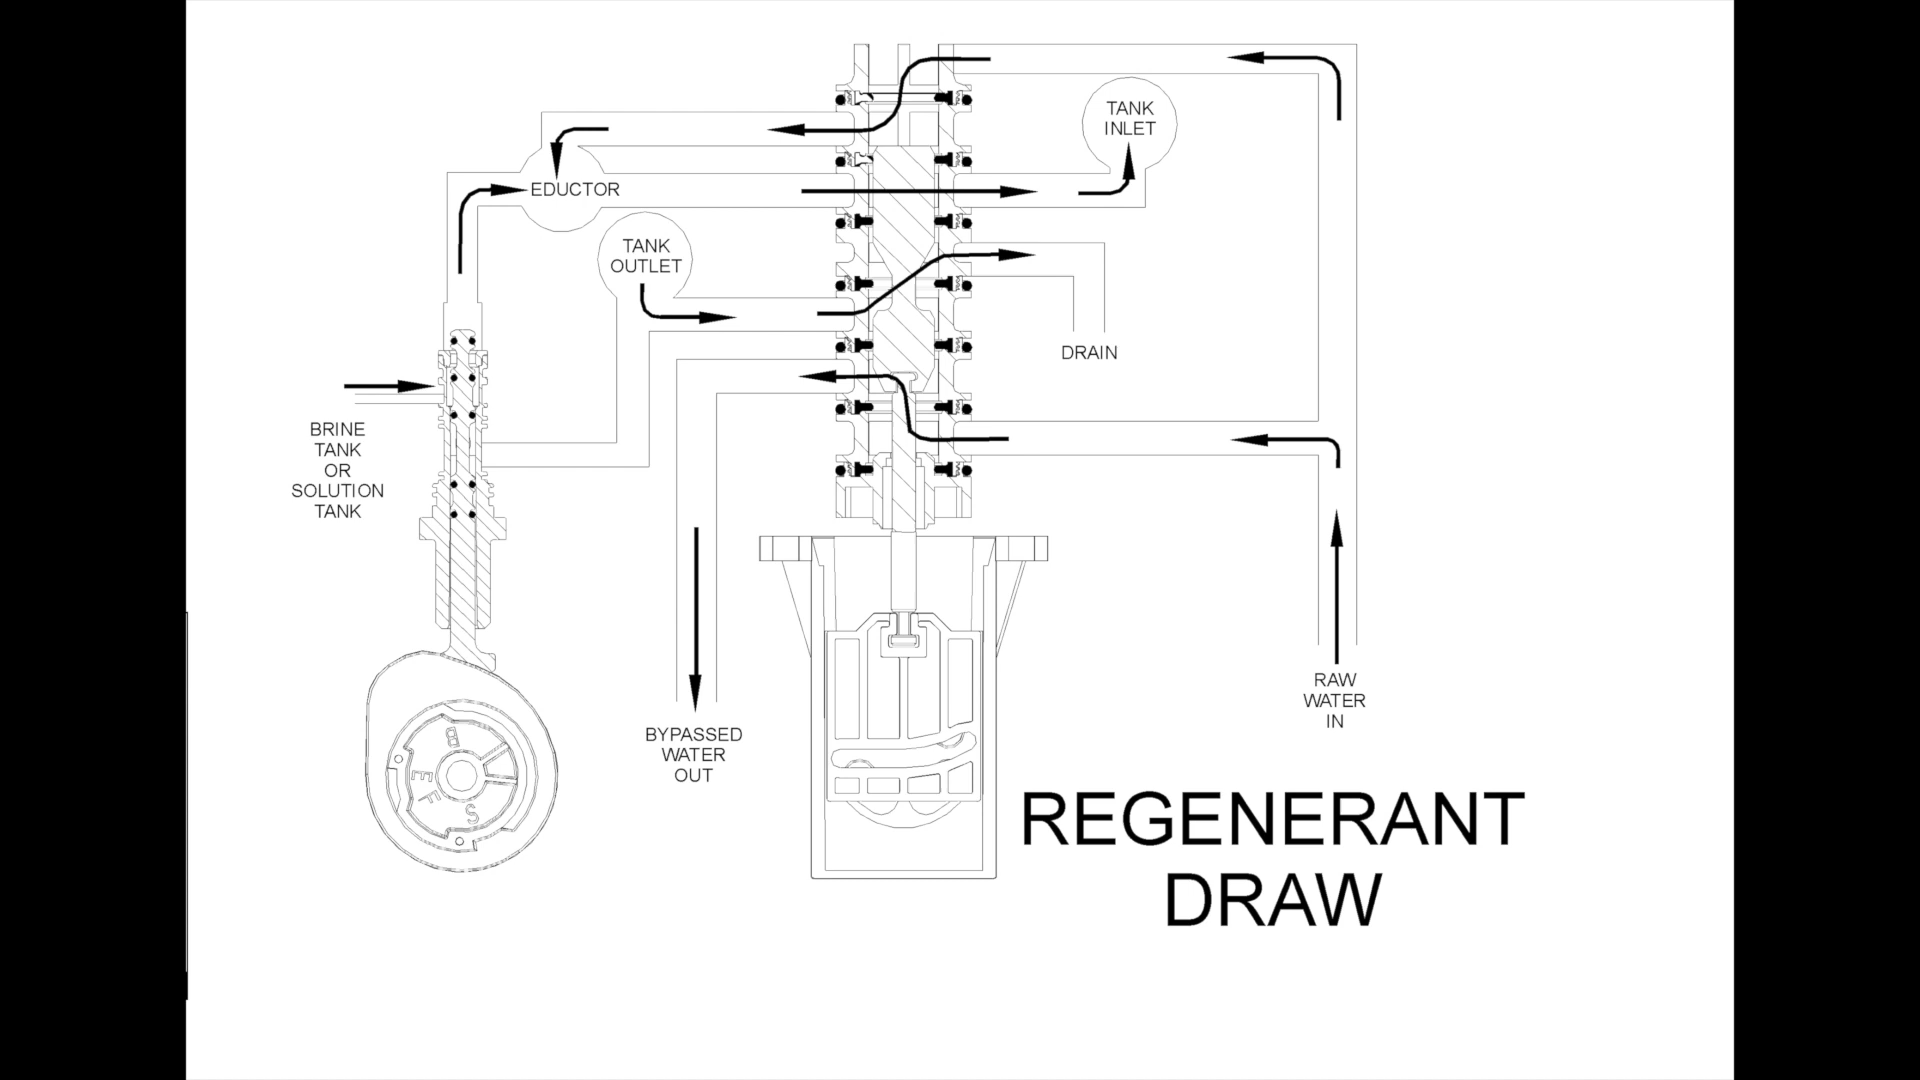 TANK
INLET
EDUCTOR
TANK
OUTLET
DRAIN
BRINE
TANK
OR
SOLUTION
TANK
RAW
WATER
IN
BYPASSED
WATER
OUT
B
E
F
S
REGENERANT
DRAW